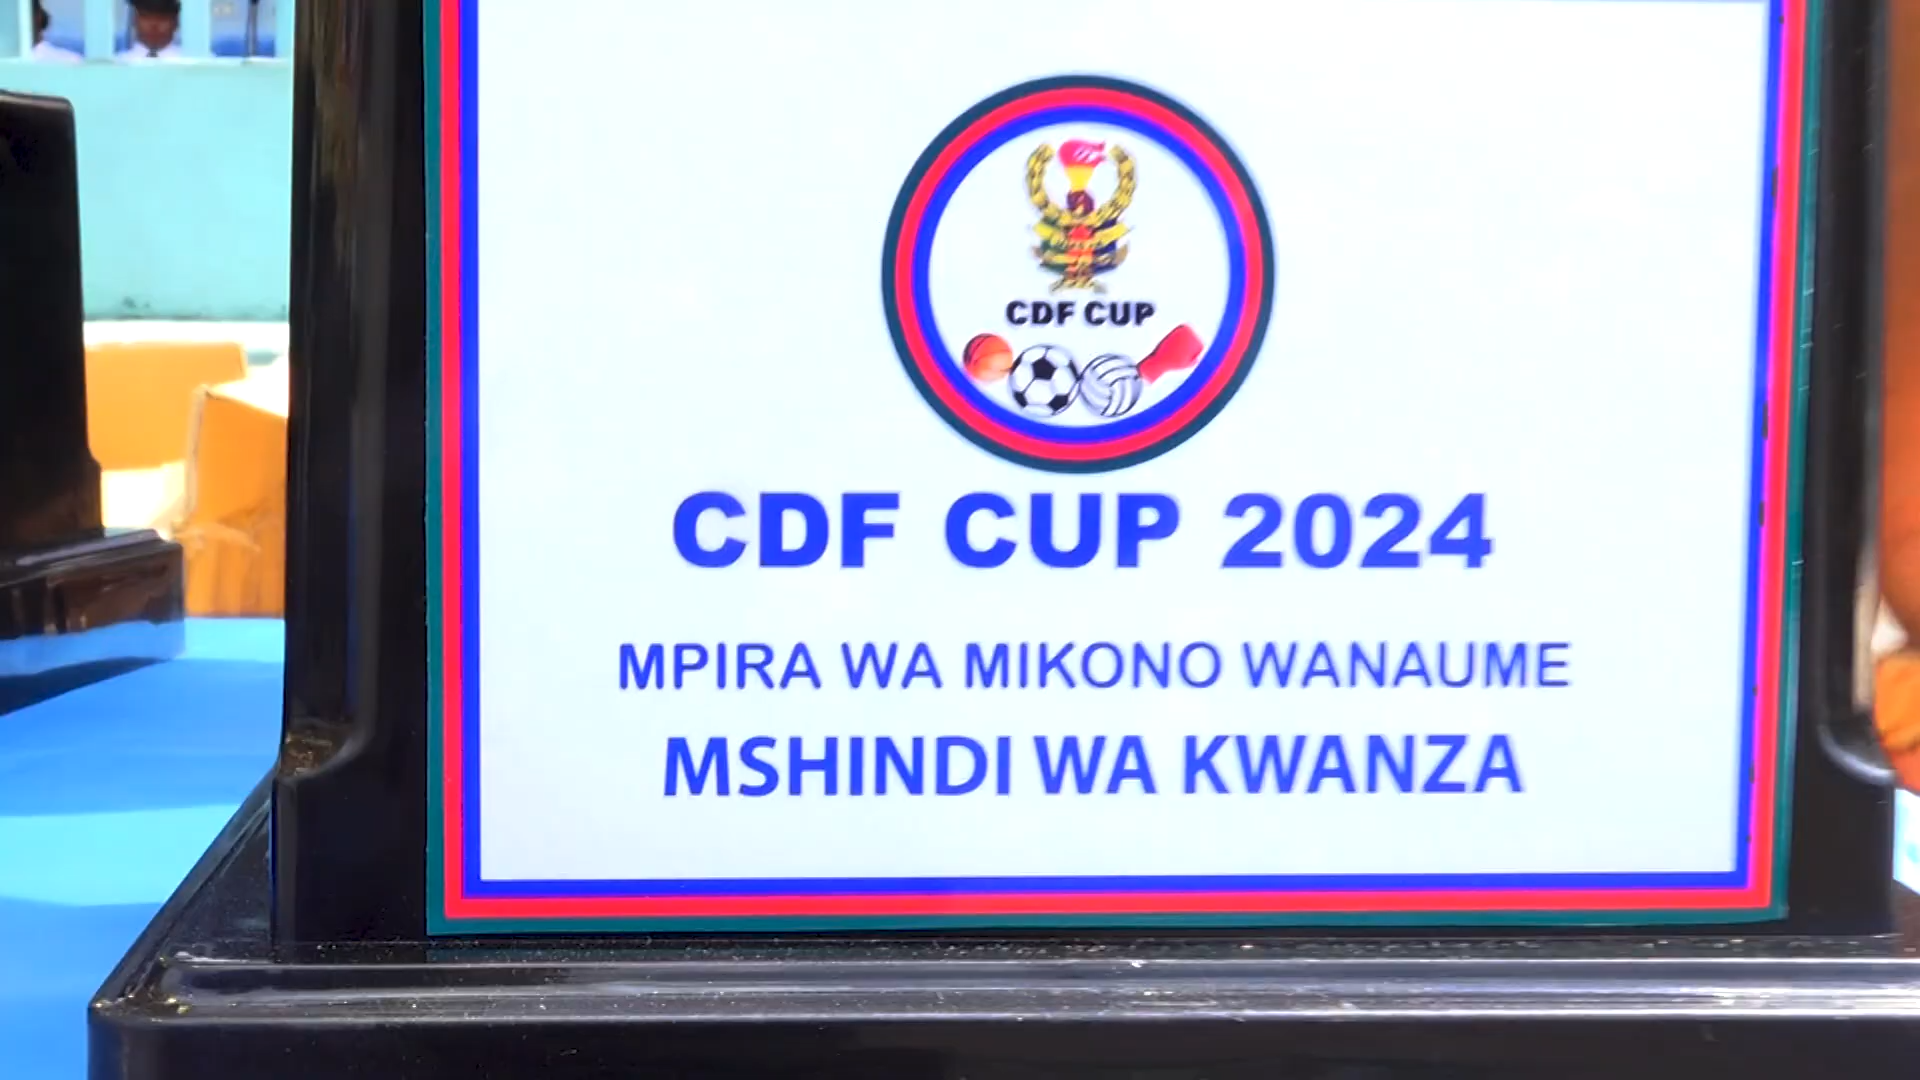 CDF CUP
CDF CUP 2024
MPIRA WA MIKONO WANAUME
MSHINDI WA KWANZA